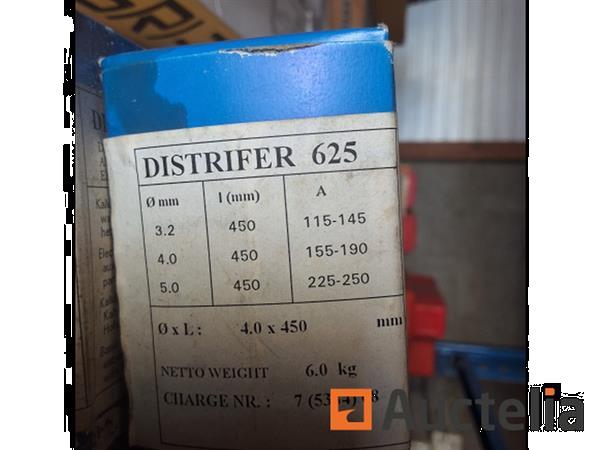 DISTRIFER 625
Ø mm l (mm) A
3.2 450 115-145
4.0 450 155-190
5.0 450 225-250
Ø x L : 4.0 x 450 mm
NETTO WEIGHT 6.0 kg
CHARGE NR. : 7
Auctelia